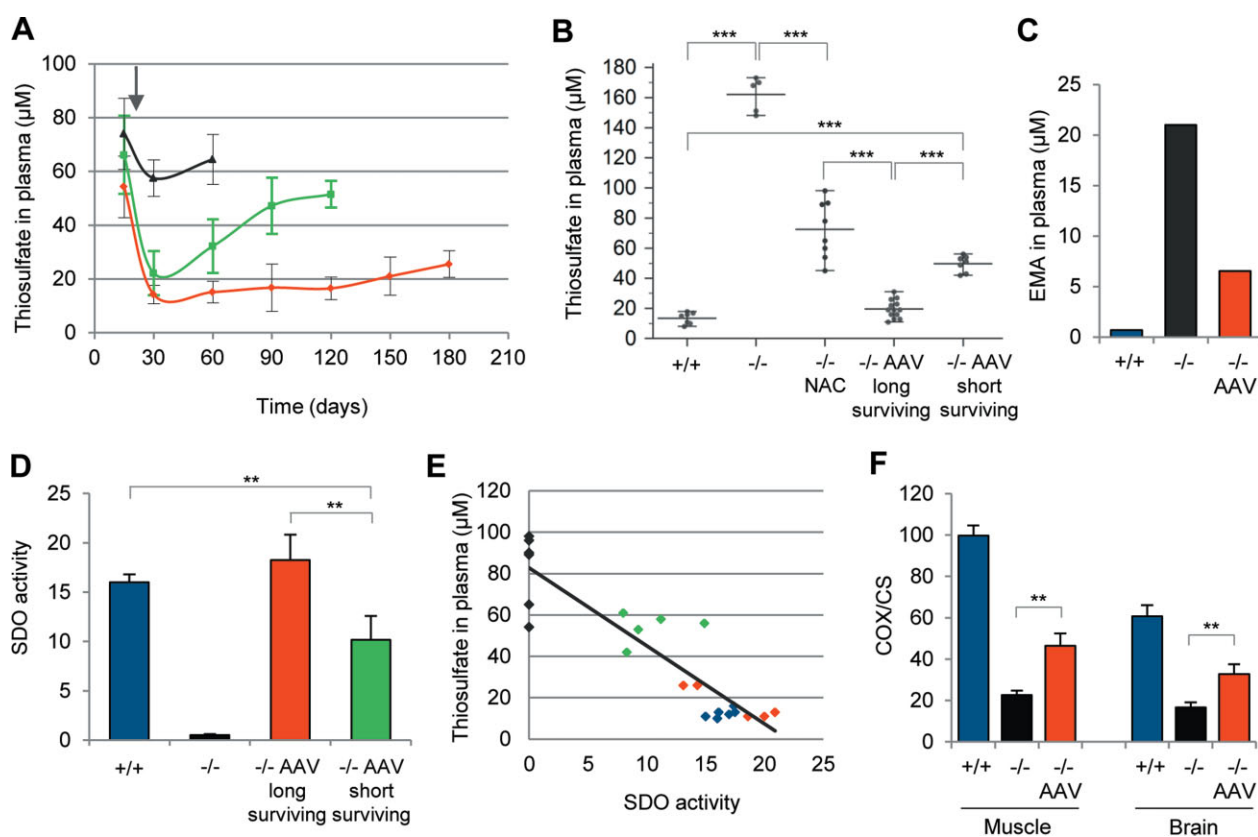 A
Thiosulfate in plasma (µM)
100
80
60
40
20
0
0 30 60 90 120 150 180 210
Time (days)
B
Thiosulfate in plasma (µM)
*** ***
***
*** ***
180
160
140
120
100
80
60
40
20
0
+/+ -/- -/- -/- AAV -/- AAV
NAC long short
surviving surviving
C
EMA in plasma (µM)
25
20
15
10
5
0
+/+ -/- -/-
AAV
D
SDO activity
**
**
25
20
15
10
5
0
+/+ -/- -/- AAV -/- AAV
long short
surviving surviving
E
Thiosulfate in plasma (µM)
120
100
80
60
40
20
0
0 5 10 15 20 25
SDO activity
F
COX/CS
120
100
80
60
40
20
0
**
**
+/+ -/- -/- +/+ -/- -/-
AAV AAV
Muscle Brain